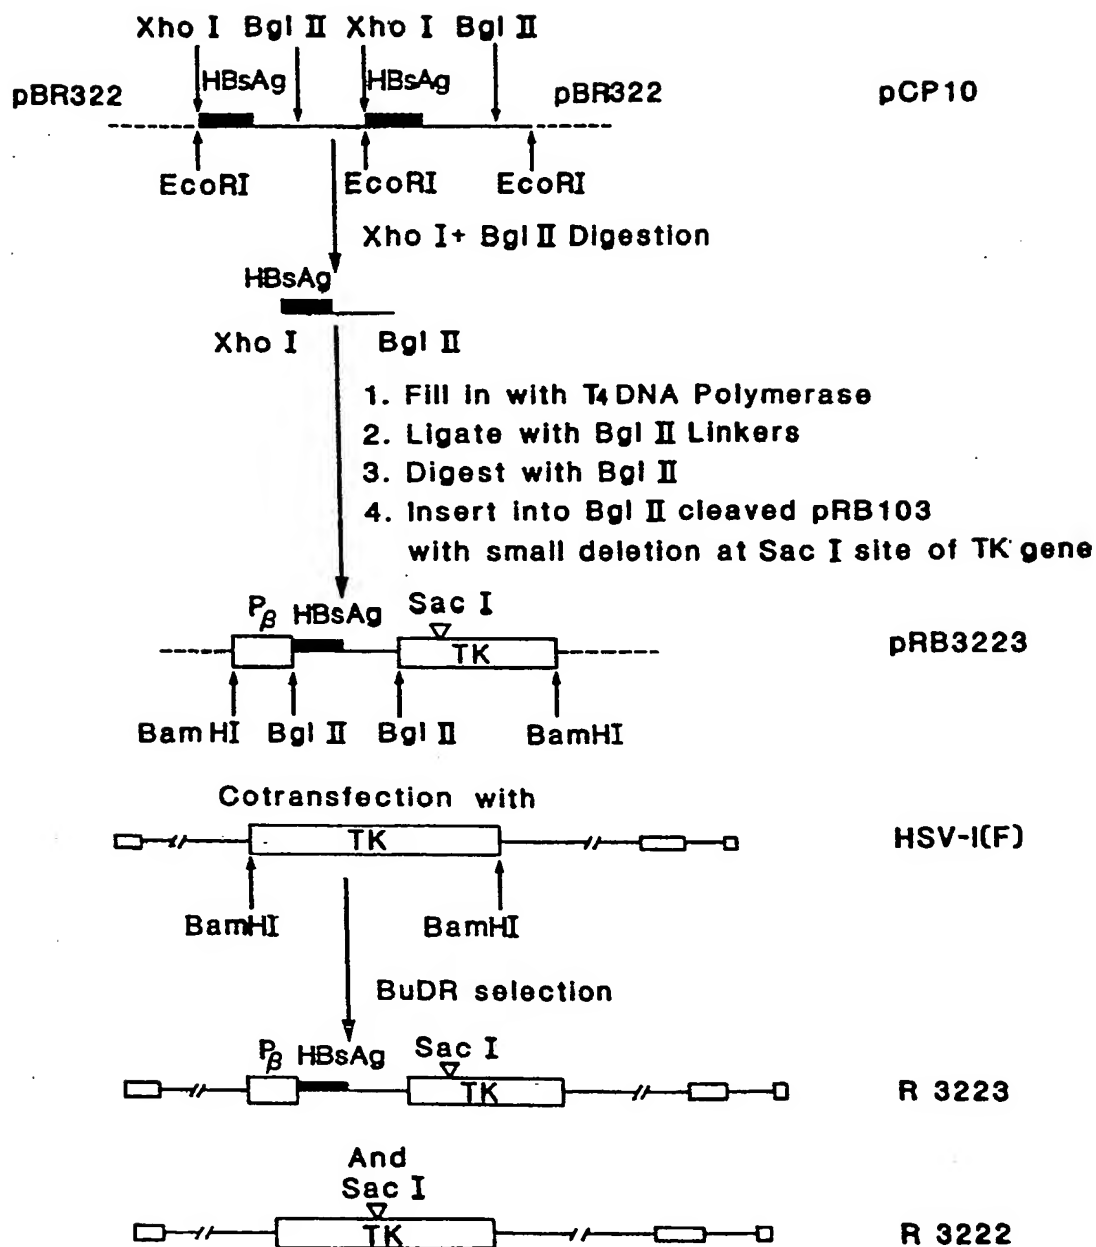 Xho I Bgl II Xho I Bgl II
HBsAg HBsAg
pBR322 pBR322 pCP10
EcoRI EcoRI EcoRI
Xho I+ Bgl II Digestion
HBsAg
Xho I Bgl II
1. Fill in with T4 DNA Polymerase
2. Ligate with Bgl II Linkers
3. Digest with Bgl II
4. Insert into Bgl II cleaved pRB103
with small deletion at Sac I site of TK gene
Pβ HBsAg Sac I
TK pRB3223
BamHI Bgl II Bgl II BamHI
Cotransfection with
TK HSV-I(F)
BamHI BamHI
BuDR selection
Pβ HBsAg Sac I
TK R 3223
And
Sac I
TK R 3222